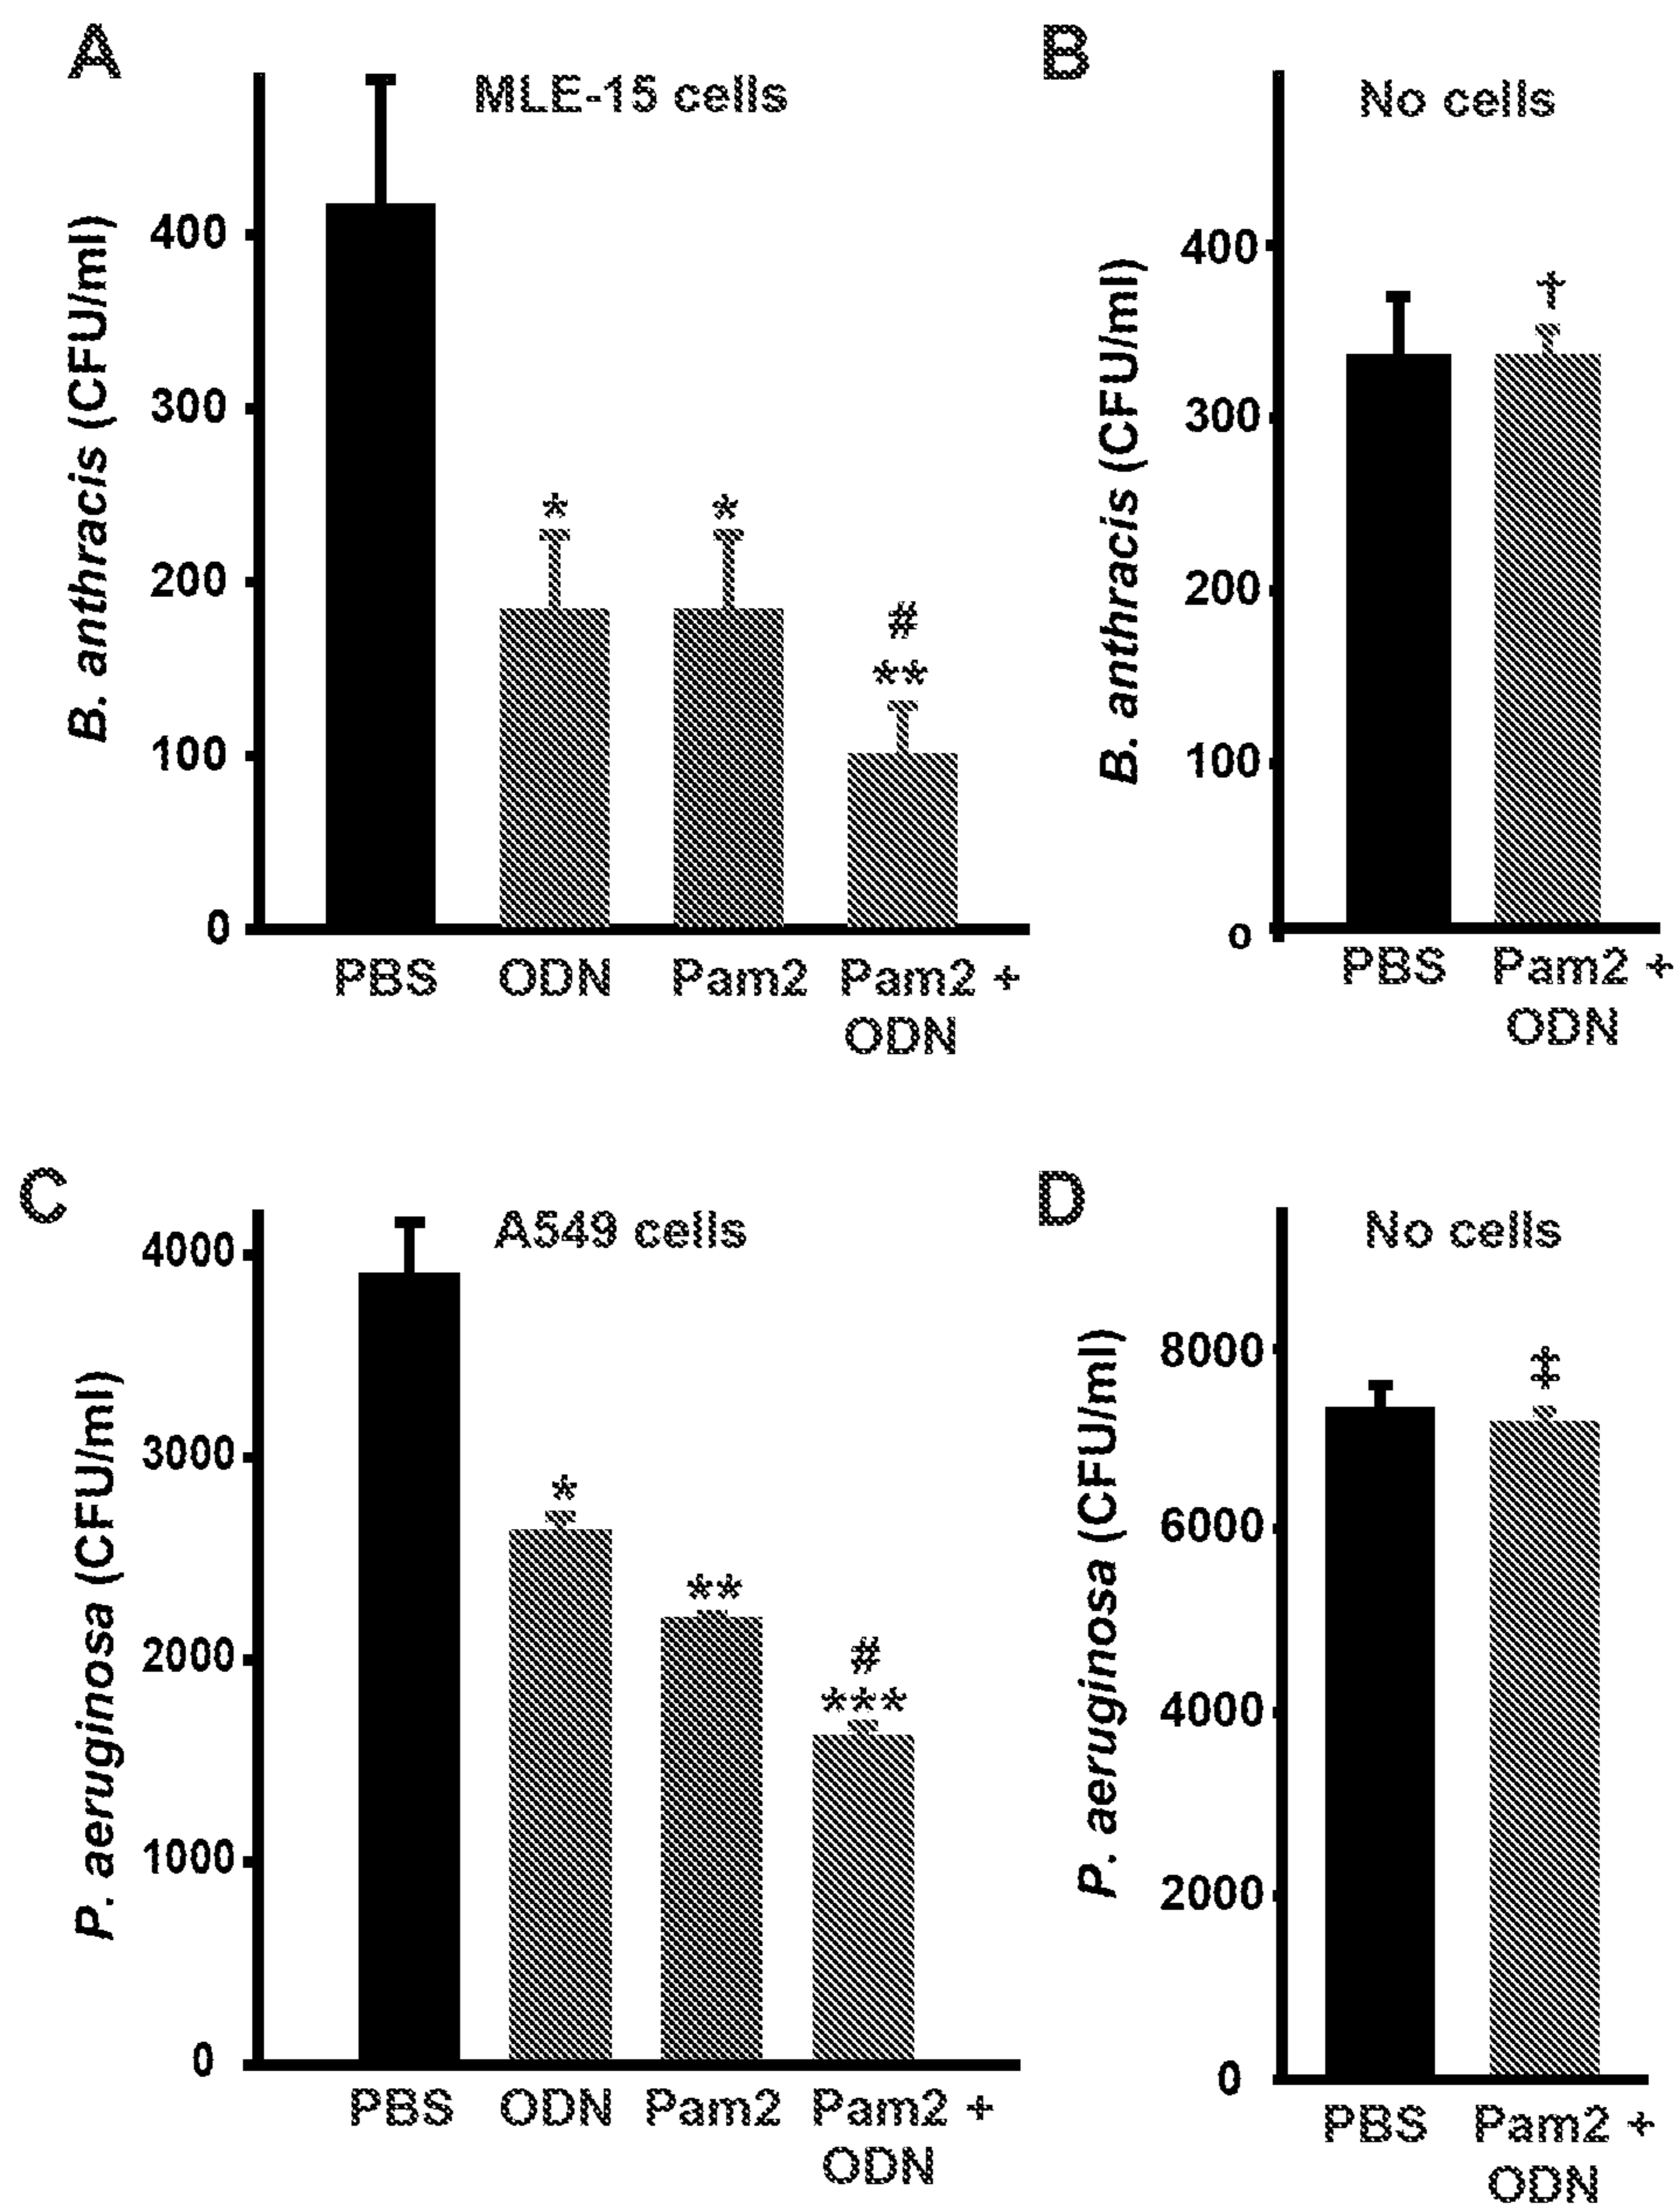 A
MLE-15 cells
B. anthracis (CFU/ml)
400
300
200
100
0
*
*
#
**
PBS
ODN
Pam2
Pam2 +
ODN
B
No cells
B. anthracis (CFU/ml)
400
300
200
100
0
†
PBS
Pam2 +
ODN
C
A549 cells
P. aeruginosa (CFU/ml)
4000
3000
2000
1000
0
*
**
#
***
PBS
ODN
Pam2
Pam2 +
ODN
D
No cells
P. aeruginosa (CFU/ml)
8000
6000
4000
2000
0
‡
PBS
Pam2 +
ODN